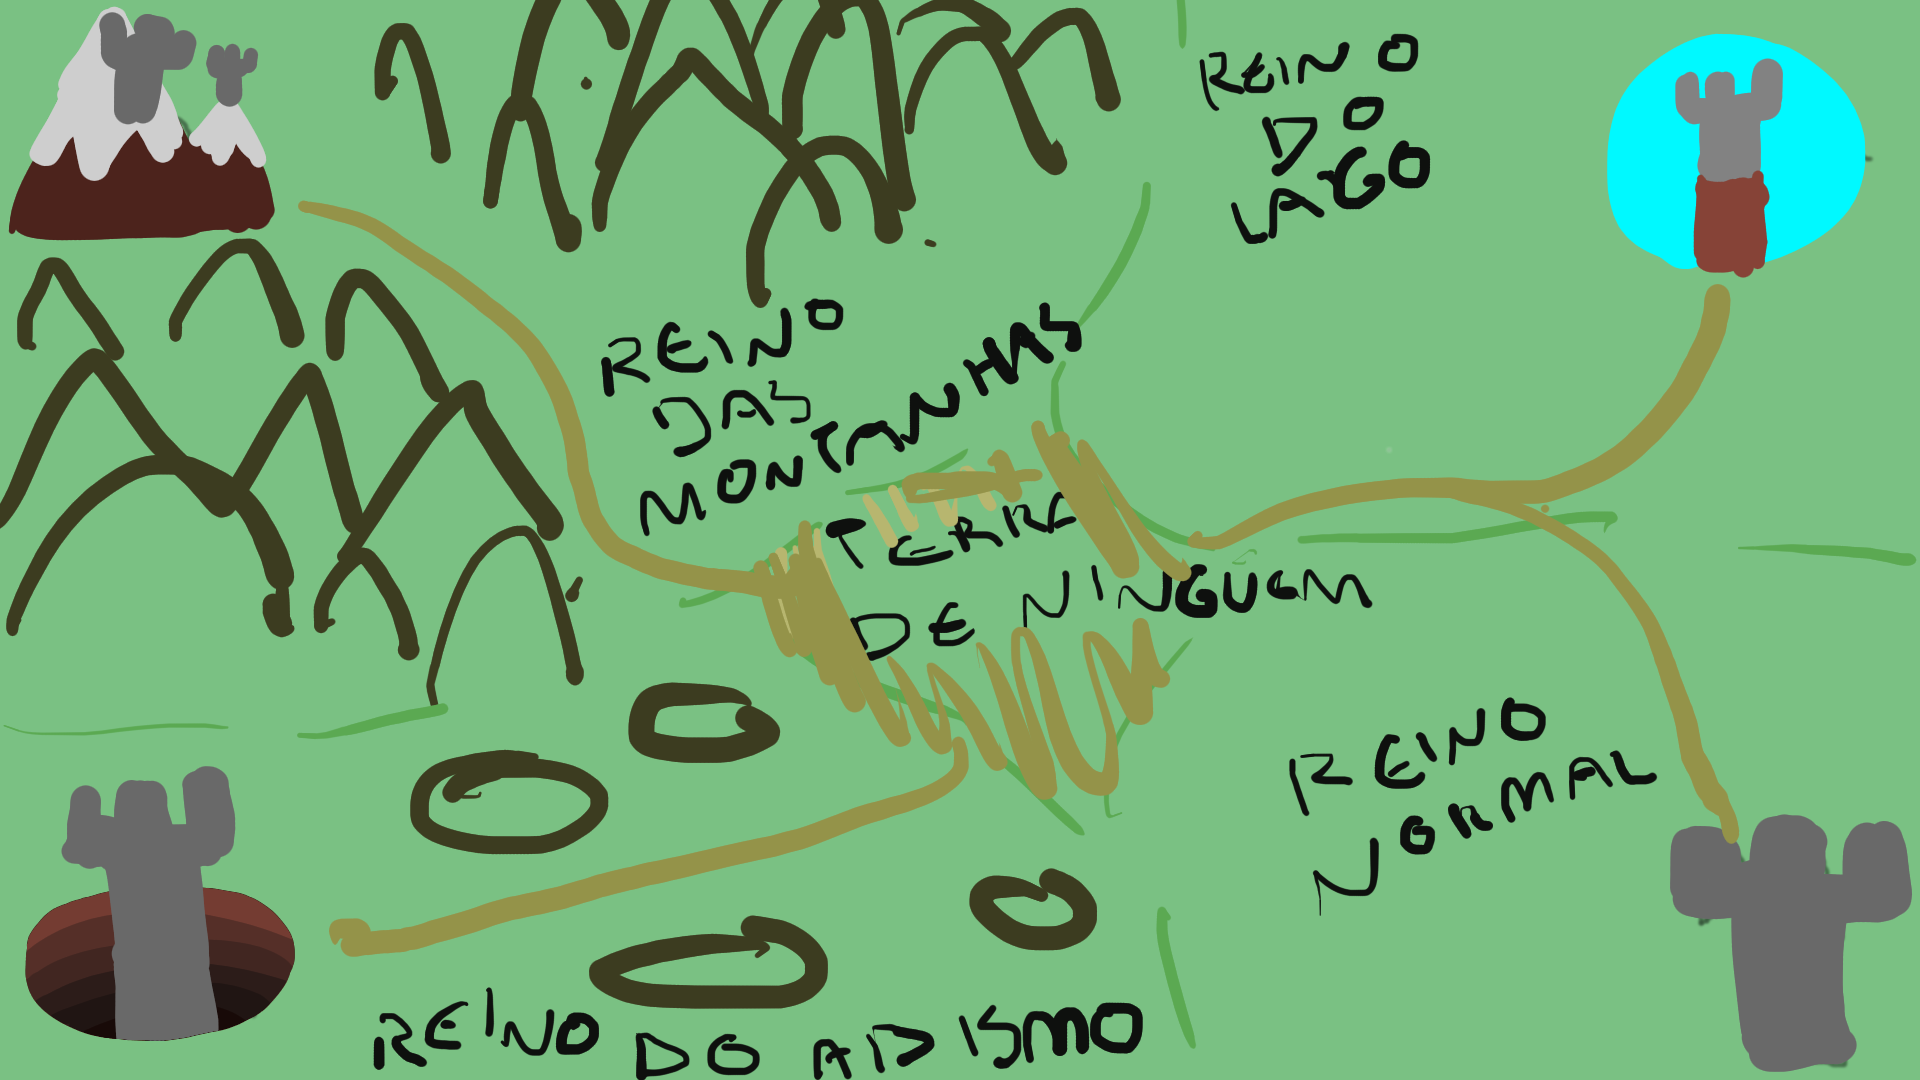 REINO
DO
LAGO
REINO
DAS
MONTANHAS
TERRA
DE NINGUEM
REINO
NORMAL
REINO DO ABISMO